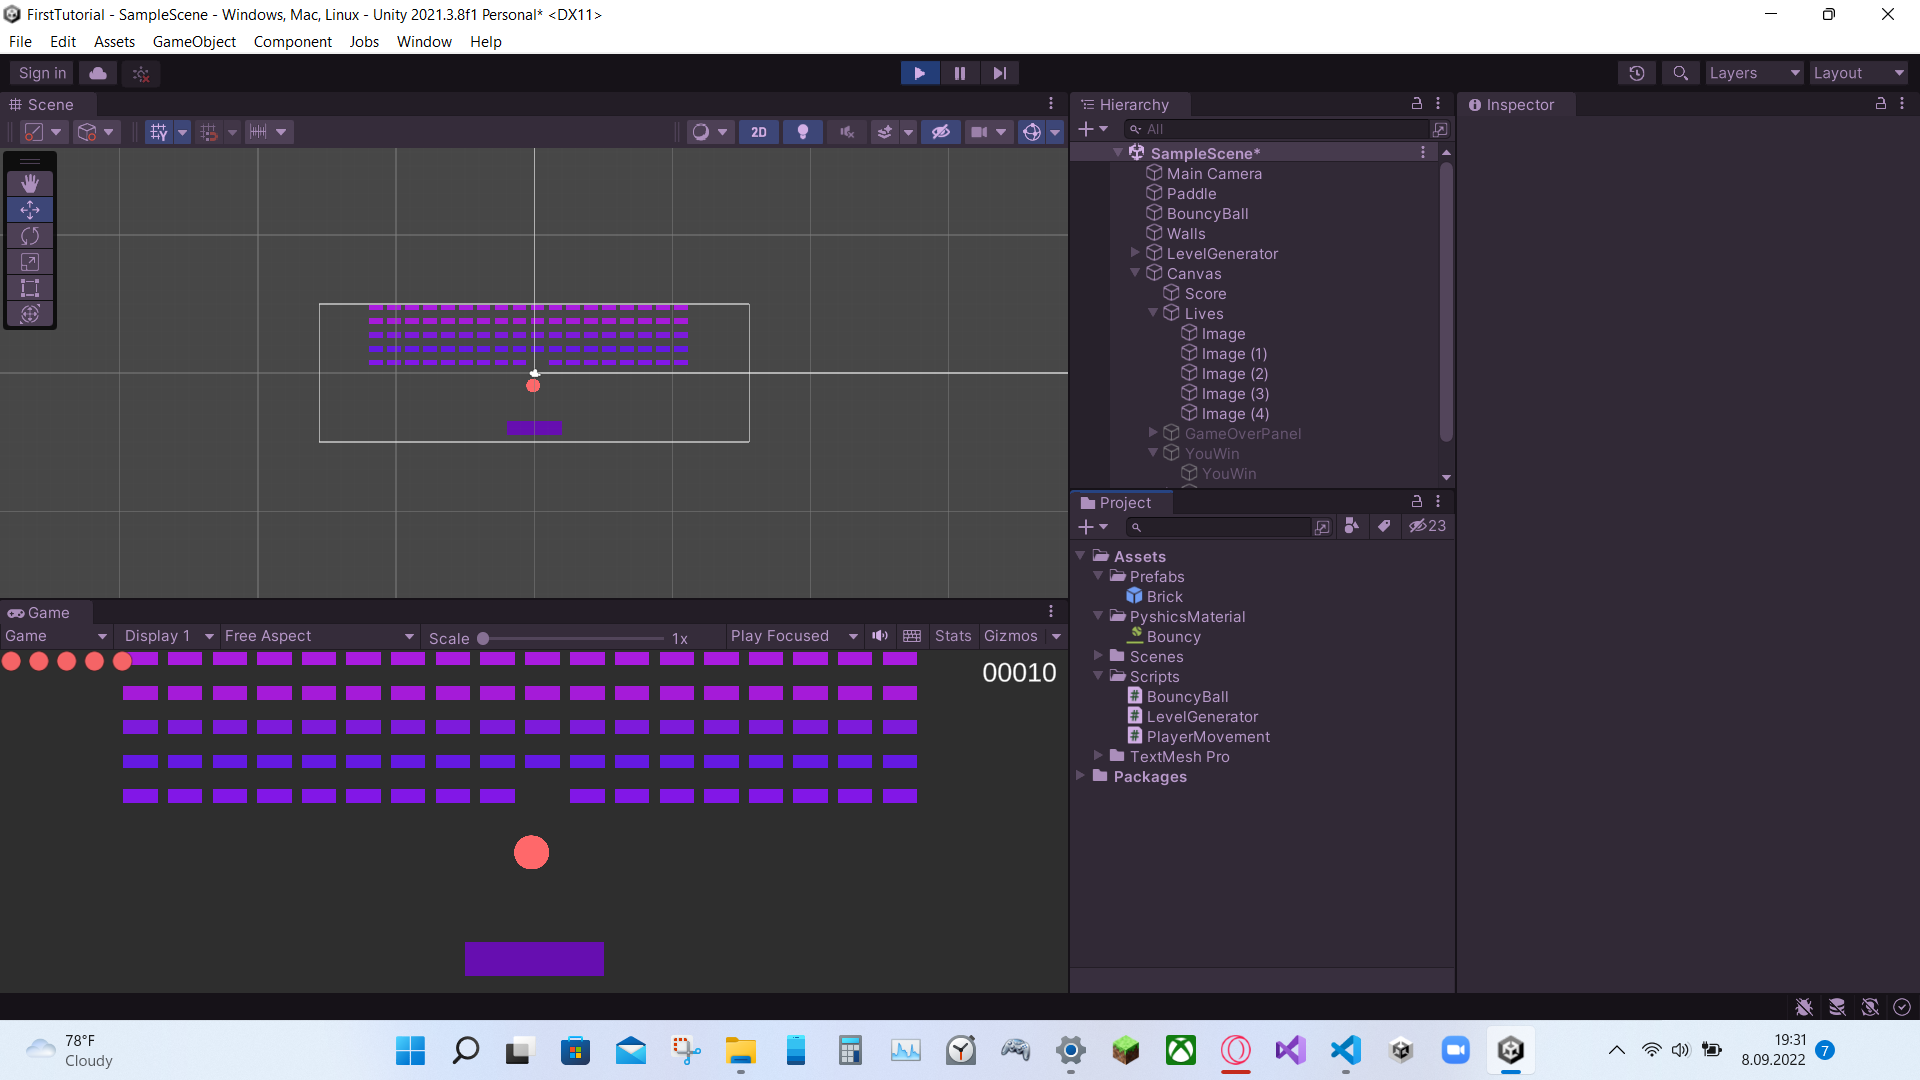 FirstTutorial - SampleScene - Windows, Mac, Linux - Unity 2021.3.8f1 Personal* <DX11>
File Edit Assets GameObject Component Jobs Window Help
Sign in
Layers
Layout
Scene
2D
Hierarchy
All
SampleScene*
Main Camera
Paddle
BouncyBall
Walls
LevelGenerator
Canvas
Score
Lives
Image
Image (1)
Image (2)
Image (3)
Image (4)
GameOverPanel
YouWin
YouWin
Inspector
Project
23
Assets
Prefabs
Brick
PyshicsMaterial
Bouncy
Scenes
Scripts
BouncyBall
LevelGenerator
PlayerMovement
TextMesh Pro
Packages
Game
Game Display 1 Free Aspect Scale 1x Play Focused Stats Gizmos
00010
78°F
Cloudy
19:31
8.09.2022
7